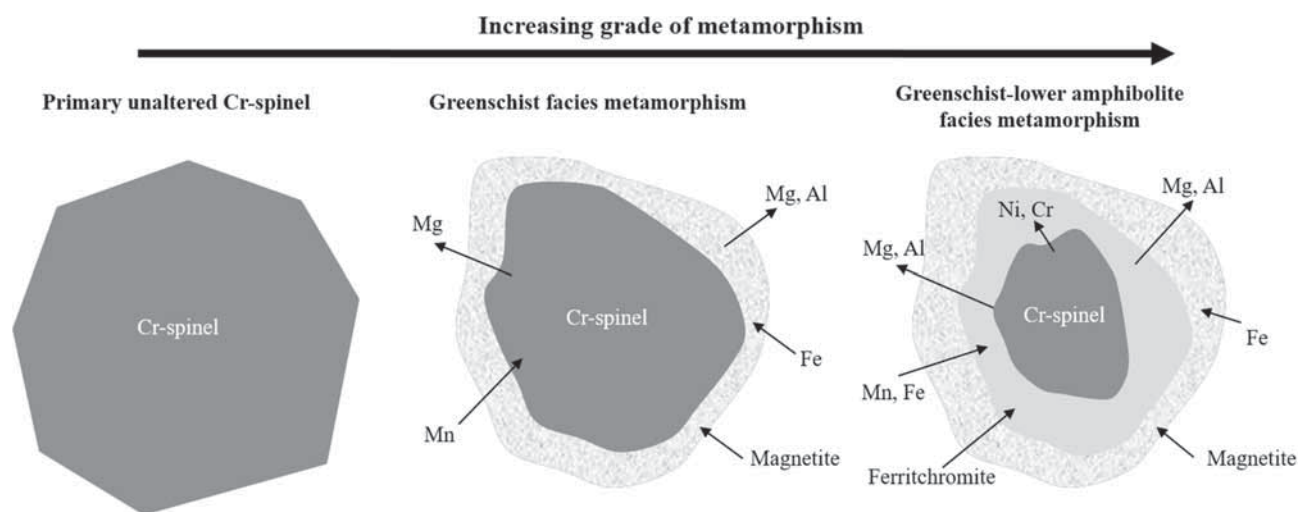 Increasing grade of metamorphism
Primary unaltered Cr-spinel
Greenschist facies metamorphism
Greenschist-lower amphibolite
facies metamorphism
Cr-spinel
Mg
Mg, Al
Cr-spinel
Fe
Mn
Magnetite
Ni, Cr
Mg, Al
Mg, Al
Cr-spinel
Fe
Mn, Fe
Ferritchromite
Magnetite